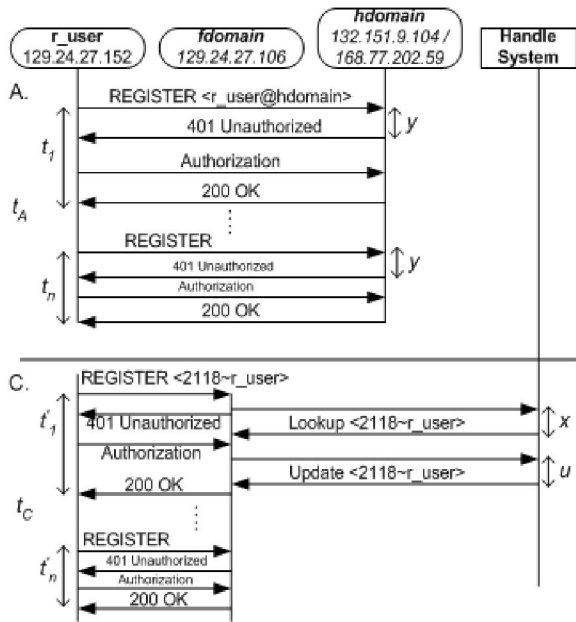 r_user
129.24.27.152
fdomain
129.24.27.106
hdomain
132.151.9.104 /
168.77.202.59
Handle
System
A.
REGISTER <r_user@hdomain>
401 Unauthorized
y
t1
Authorization
200 OK
tA
REGISTER
401 Unauthorized
y
tn
Authorization
200 OK
C.
REGISTER <2118~r_user>
t'1
401 Unauthorized
Lookup <2118~r_user>
x
Authorization
Update <2118~r_user>
u
200 OK
tC
REGISTER
401 Unauthorized
t'n
Authorization
200 OK